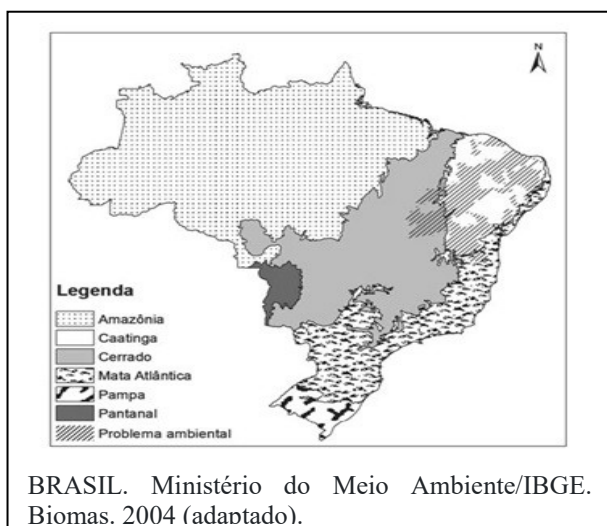 N
Legenda
Amazônia
Caatinga
Cerrado
Mata Atlântica
Pampa
Pantanal
Problema ambiental
BRASIL. Ministério do Meio Ambiente/IBGE.
Biomas. 2004 (adaptado).